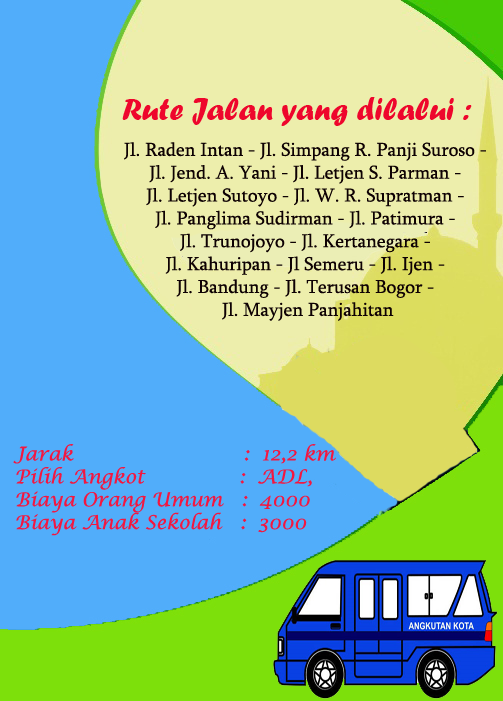 Rute Jalan yang dilalui :
Jl. Raden Intan - Jl. Simpang R. Panji Suroso -
Jl. Jend. A. Yani - Jl. Letjen S. Parman -
Jl. Letjen Sutoyo - Jl. W. R. Supratman -
Jl. Panglima Sudirman - Jl. Patimura -
Jl. Trunojoyo - Jl. Kertanegara -
Jl. Kahuripan - Jl Semeru - Jl. Ijen -
Jl. Bandung - Jl. Terusan Bogor -
Jl. Mayjen Panjahitan
Jarak : 12,2 km
Pilih Angkot : ADL,
Biaya Orang Umum : 4000
Biaya Anak Sekolah : 3000
ANGKUTAN KOTA